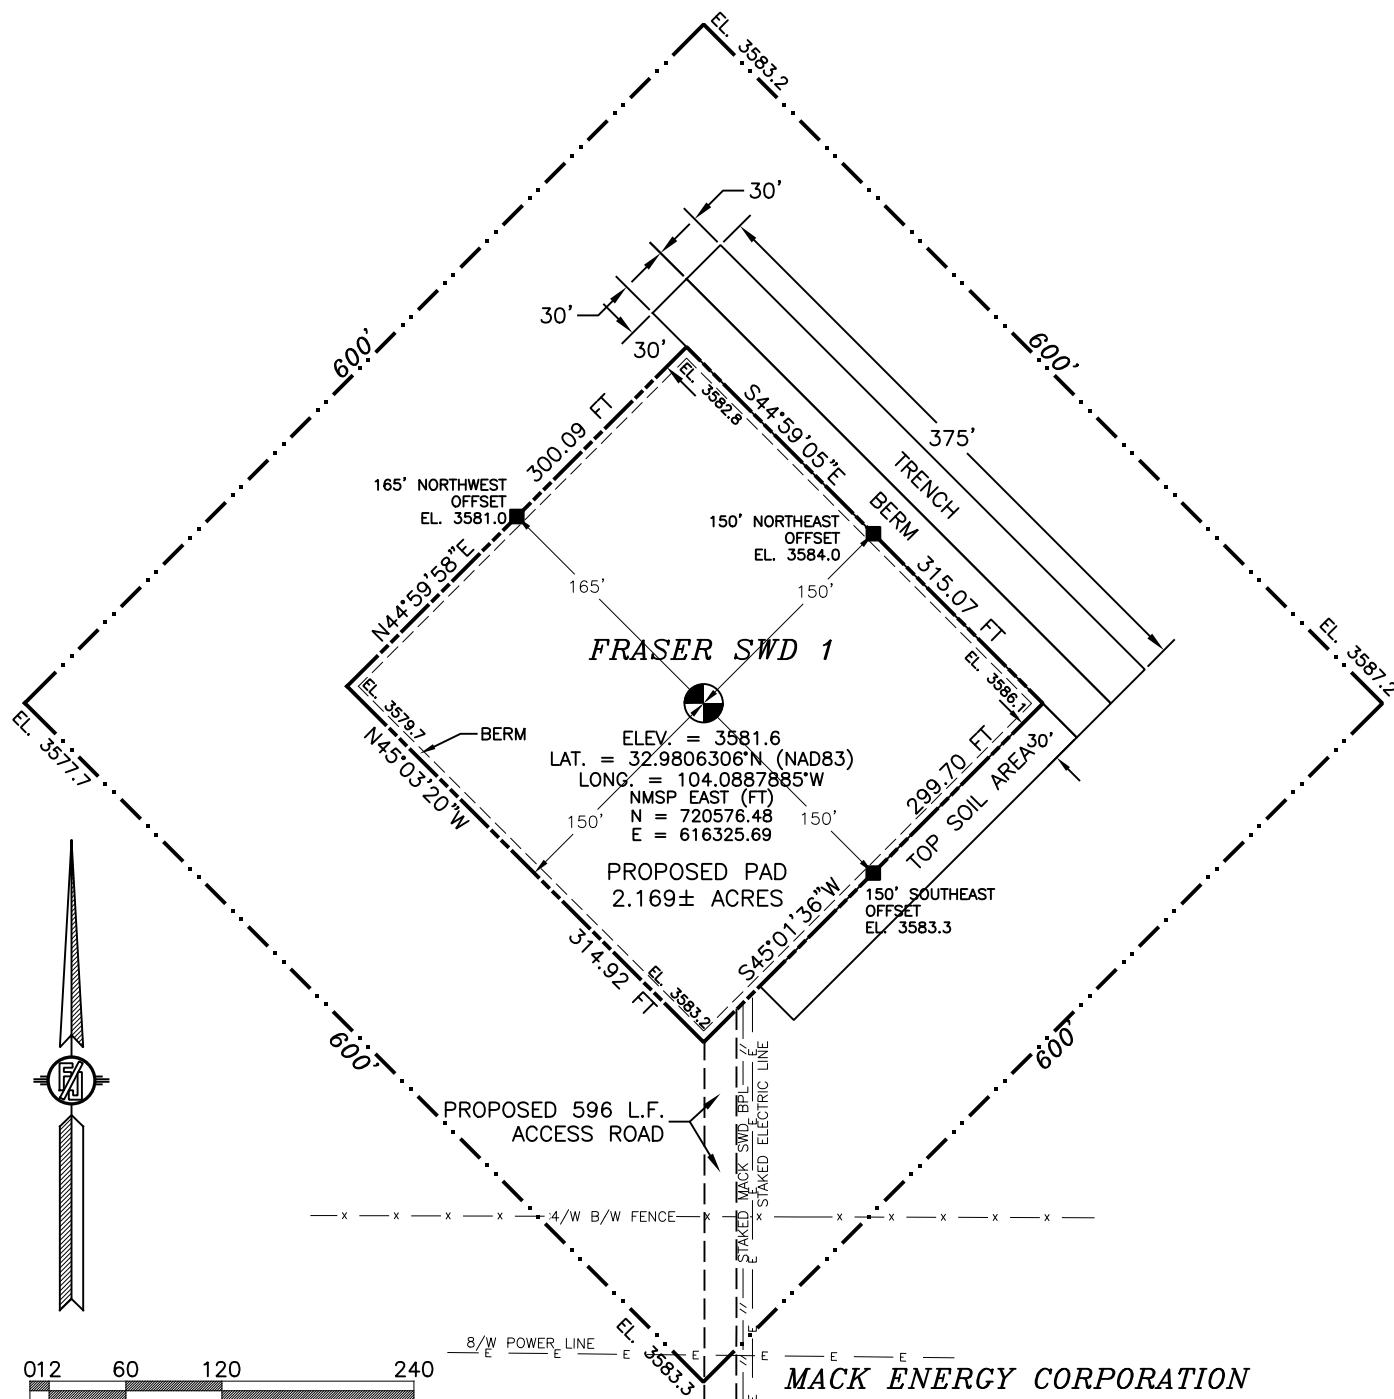 EL. 3583.2
30'
30'
30'
600'
600'
375'
EL. 3582.8
S44°59'05"E
300.09 FT
TRENCH
BERM
165' NORTHWEST
OFFSET
EL. 3581.0
150' NORTHEAST
OFFSET
EL. 3584.0
N44°59'58"E
165'
150'
315.07 FT
FRASER SWD 1
EL. 3586.1
EL. 3587.2
EL. 3579.7
EL. 3577.7
BERM
N45°03'20"W
ELEV. = 3581.6
LAT. = 32.9806306°N (NAD83)
LONG. = 104.0887885°W
NMSP EAST (FT)
N = 720576.48
E = 616325.69
150'
150'
299.70 FT
30'
TOP SOIL AREA
PROPOSED PAD
2.169± ACRES
150' SOUTHEAST
OFFSET
EL. 3583.3
S45°01'36"W
314.92 FT
EL. 3583.2
600'
600'
PROPOSED 596 L.F.
ACCESS ROAD
STAKED MACK SWD BPL
STAKED ELECTRIC LINE
4/W B/W FENCE
8/W POWER LINE
EL. 3583.3
012 60 120 240
MACK ENERGY CORPORATION